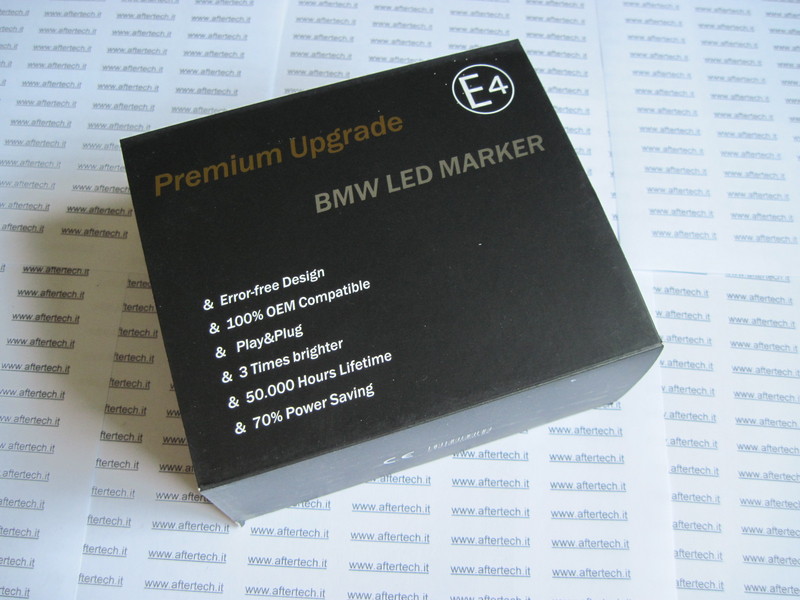 E4
Premium Upgrade
BMW LED MARKER
& Error-free Design
& 100% OEM Compatible
& Play&Plug
& 3 Times brighter
& 50.000 Hours Lifetime
& 70% Power Saving
CE
www.aftertech.it